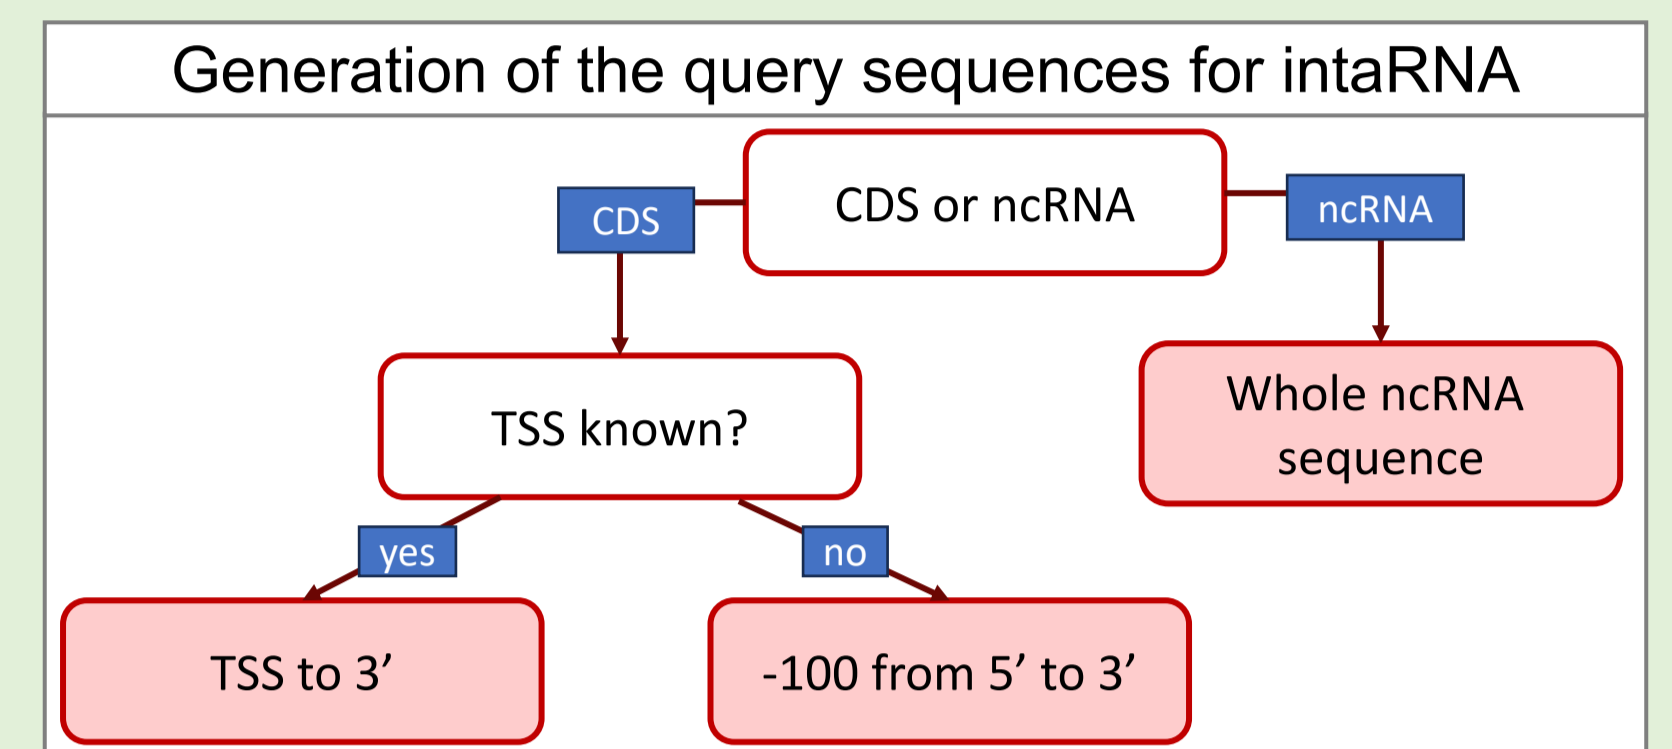 Generation of the query sequences for intaRNA
CDS or ncRNA
CDS
ncRNA
TSS known?
Whole ncRNA
sequence
yes
no
TSS to 3’
-100 from 5’ to 3’